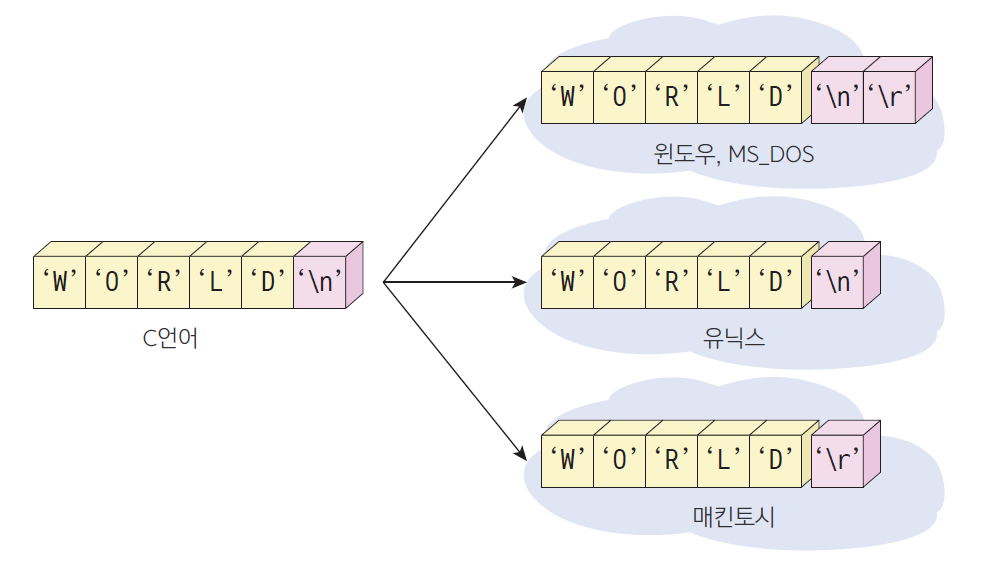 ‘W’ ‘O’ ‘R’ ‘L’ ‘D’ ‘\n’ ‘\r’
윈도우, MS_DOS
‘W’ ‘O’ ‘R’ ‘L’ ‘D’ ‘\n’
C언어
‘W’ ‘O’ ‘R’ ‘L’ ‘D’ ‘\n’
유닉스
‘W’ ‘O’ ‘R’ ‘L’ ‘D’ ‘\r’
매킨토시